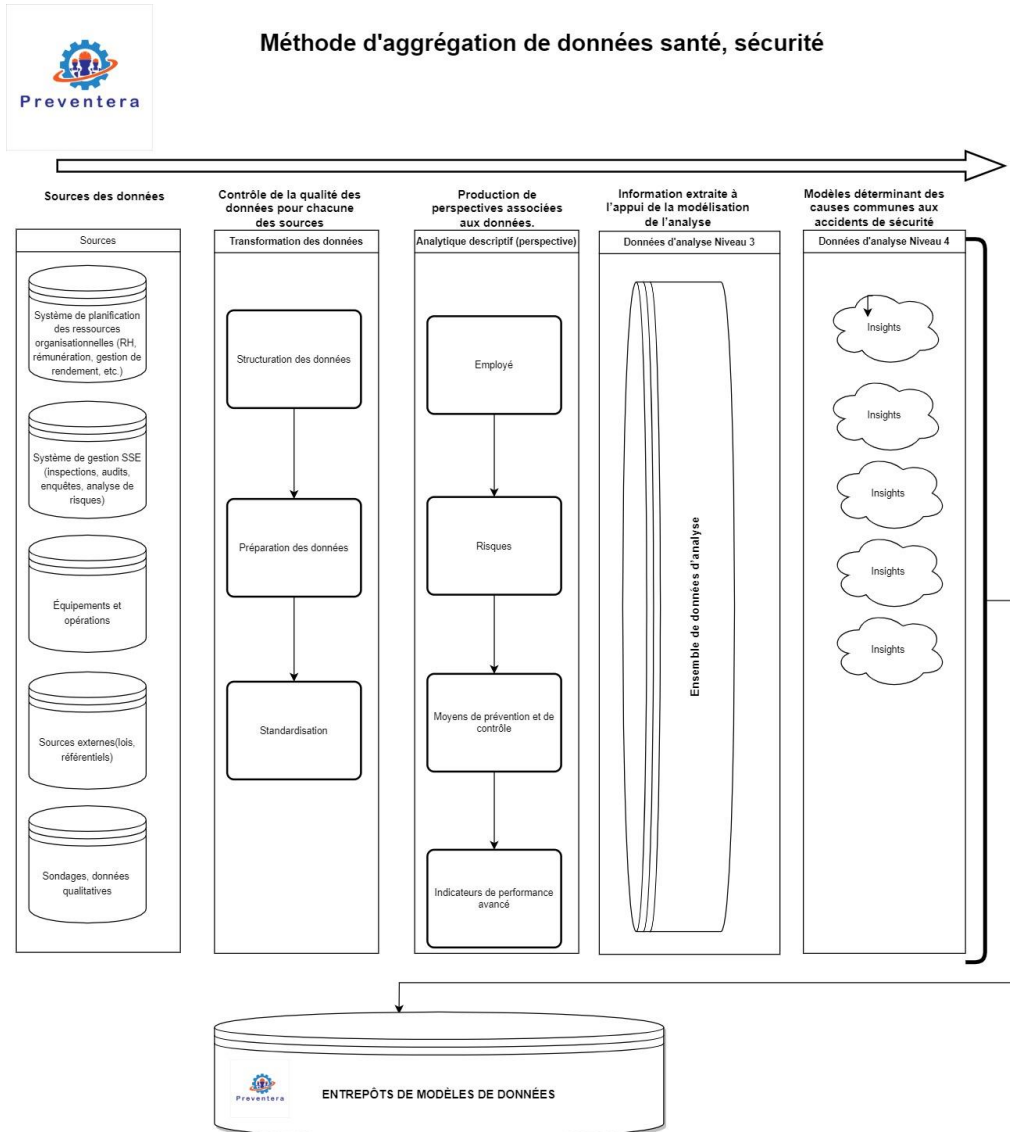 Preventera
Méthode d'aggrégation de données santé, sécurité
Sources des données
Contrôle de la qualité des
données pour chacune
des sources
Production de
perspectives associées
aux données.
Information extraite à
l'appui de la modélisation
de l'analyse
Modèles déterminant des
causes communes aux
accidents de sécurité
Sources
Transformation des données
Analytique descriptif (perspective)
Données d'analyse Niveau 3
Données d'analyse Niveau 4
Système de planification
des ressources
organisationnelles (RH,
rémunération, gestion de
rendement, etc.)
Système de gestion SSE
(inspections, audits,
enquêtes, analyse de
risques)
Équipements et
opérations
Sources externes(lois,
référentiels)
Sondages, données
qualitatives
Structuration des données
Préparation des données
Standardisation
Employé
Risques
Moyens de prévention et de
contrôle
Indicateurs de performance
avancé
Ensemble de données d'analyse
Insights
Insights
Insights
Insights
Insights
Preventera
ENTREPÔTS DE MODÈLES DE DONNÉES